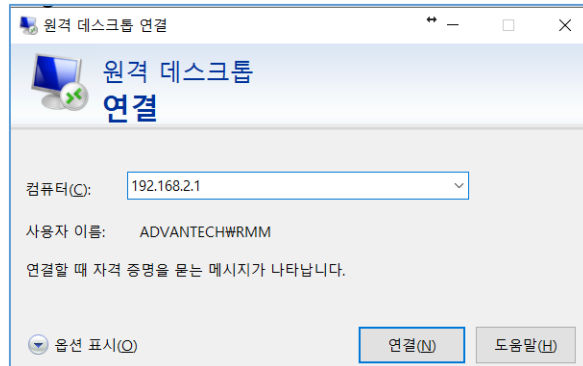 원격 데스크톱 연결
원격 데스크톱
연결
컴퓨터(C): 192.168.2.1
사용자 이름: ADVANTECH₩RMM
연결할 때 자격 증명을 묻는 메시지가 나타납니다.
옵션 표시(O) 연결(N) 도움말(H)